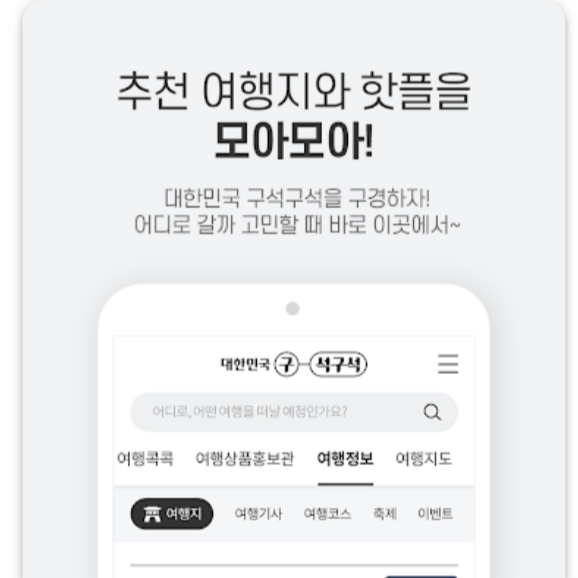 추천 여행지와 핫플을
모아모아!
대한민국 구석구석을 구경하자!
어디로 갈까 고민할 때 바로 이곳에서~
대한민국 구-석구석
어디로, 어떤 여행을 떠날 예정인가요?
여행콕콕 여행상품홍보관 여행정보 여행지도
여행지 여행기사 여행코스 축제 이벤트